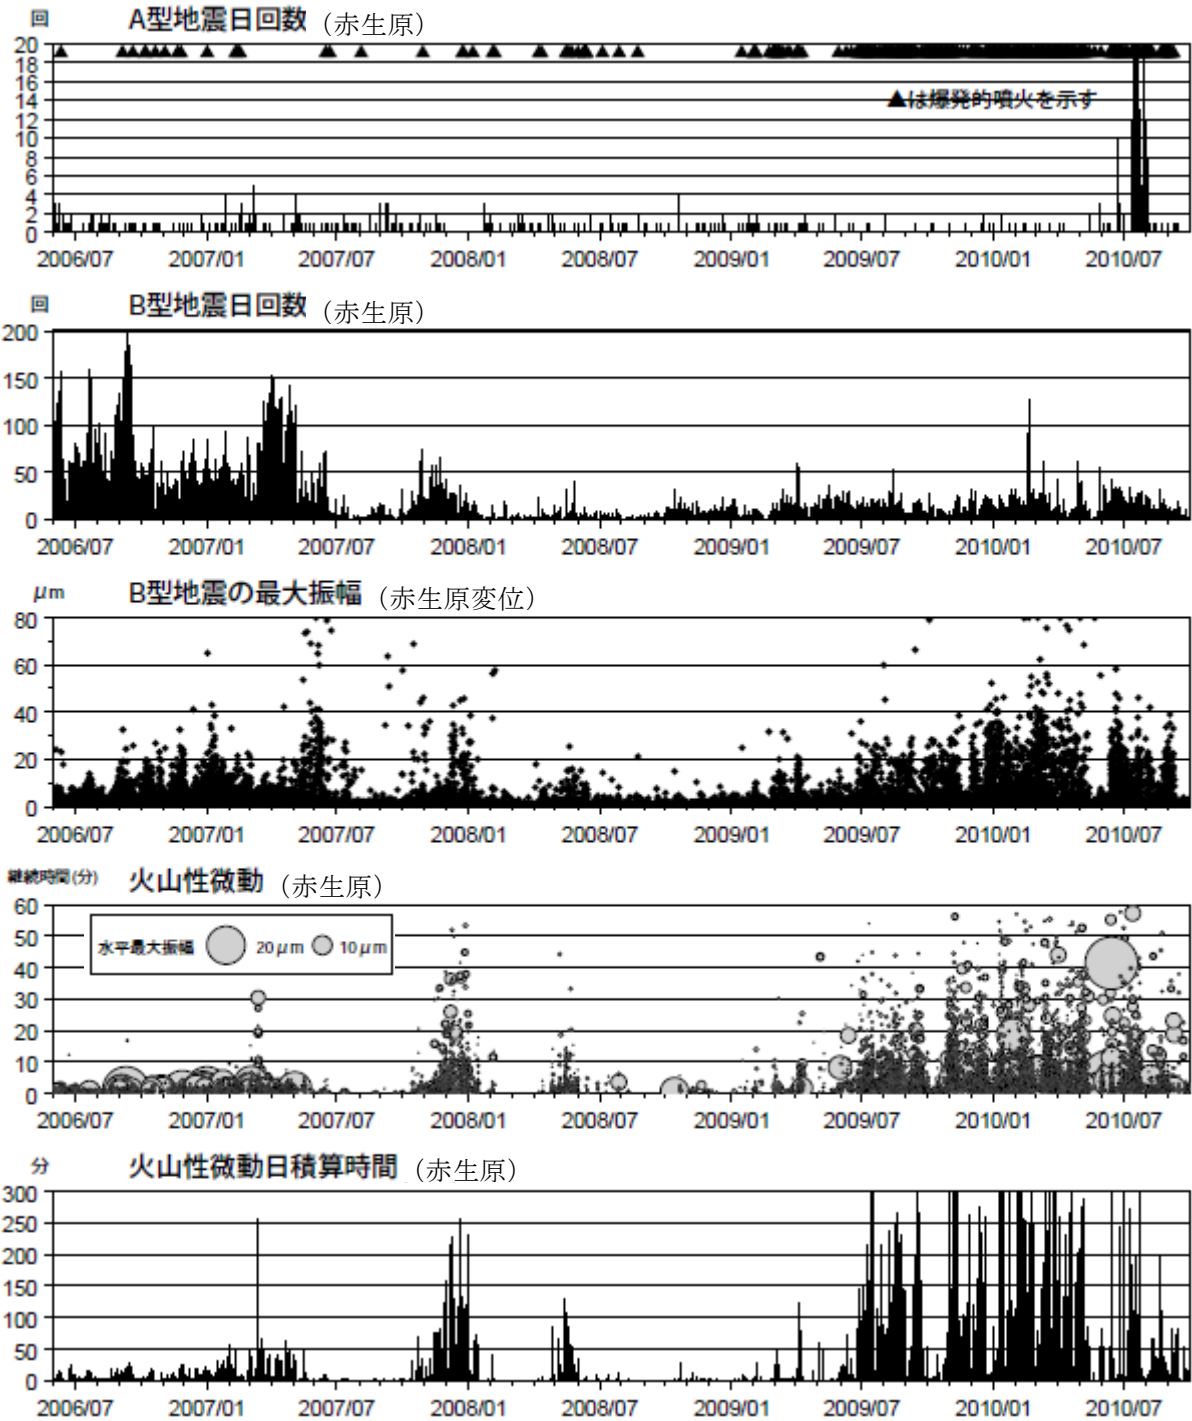 回 A型地震日回数（赤生原）
20
18
16
14
12
10
8
6
4
2
0
▲は爆発的噴火を示す
2006/07 2007/01 2007/07 2008/01 2008/07 2009/01 2009/07 2010/01 2010/07
回 B型地震日回数（赤生原）
200
150
100
50
0
2006/07 2007/01 2007/07 2008/01 2008/07 2009/01 2009/07 2010/01 2010/07
μm B型地震の最大振幅（赤生原変位）
80
60
40
20
0
2006/07 2007/01 2007/07 2008/01 2008/07 2009/01 2009/07 2010/01 2010/07
継続時間(分) 火山性微動（赤生原）
60
50
40
30
20
10
0
水平最大振幅 20μm 10μm
2006/07 2007/01 2007/07 2008/01 2008/07 2009/01 2009/07 2010/01 2010/07
分 火山性微動日積算時間（赤生原）
300
250
200
150
100
50
0
2006/07 2007/01 2007/07 2008/01 2008/07 2009/01 2009/07 2010/01 2010/07